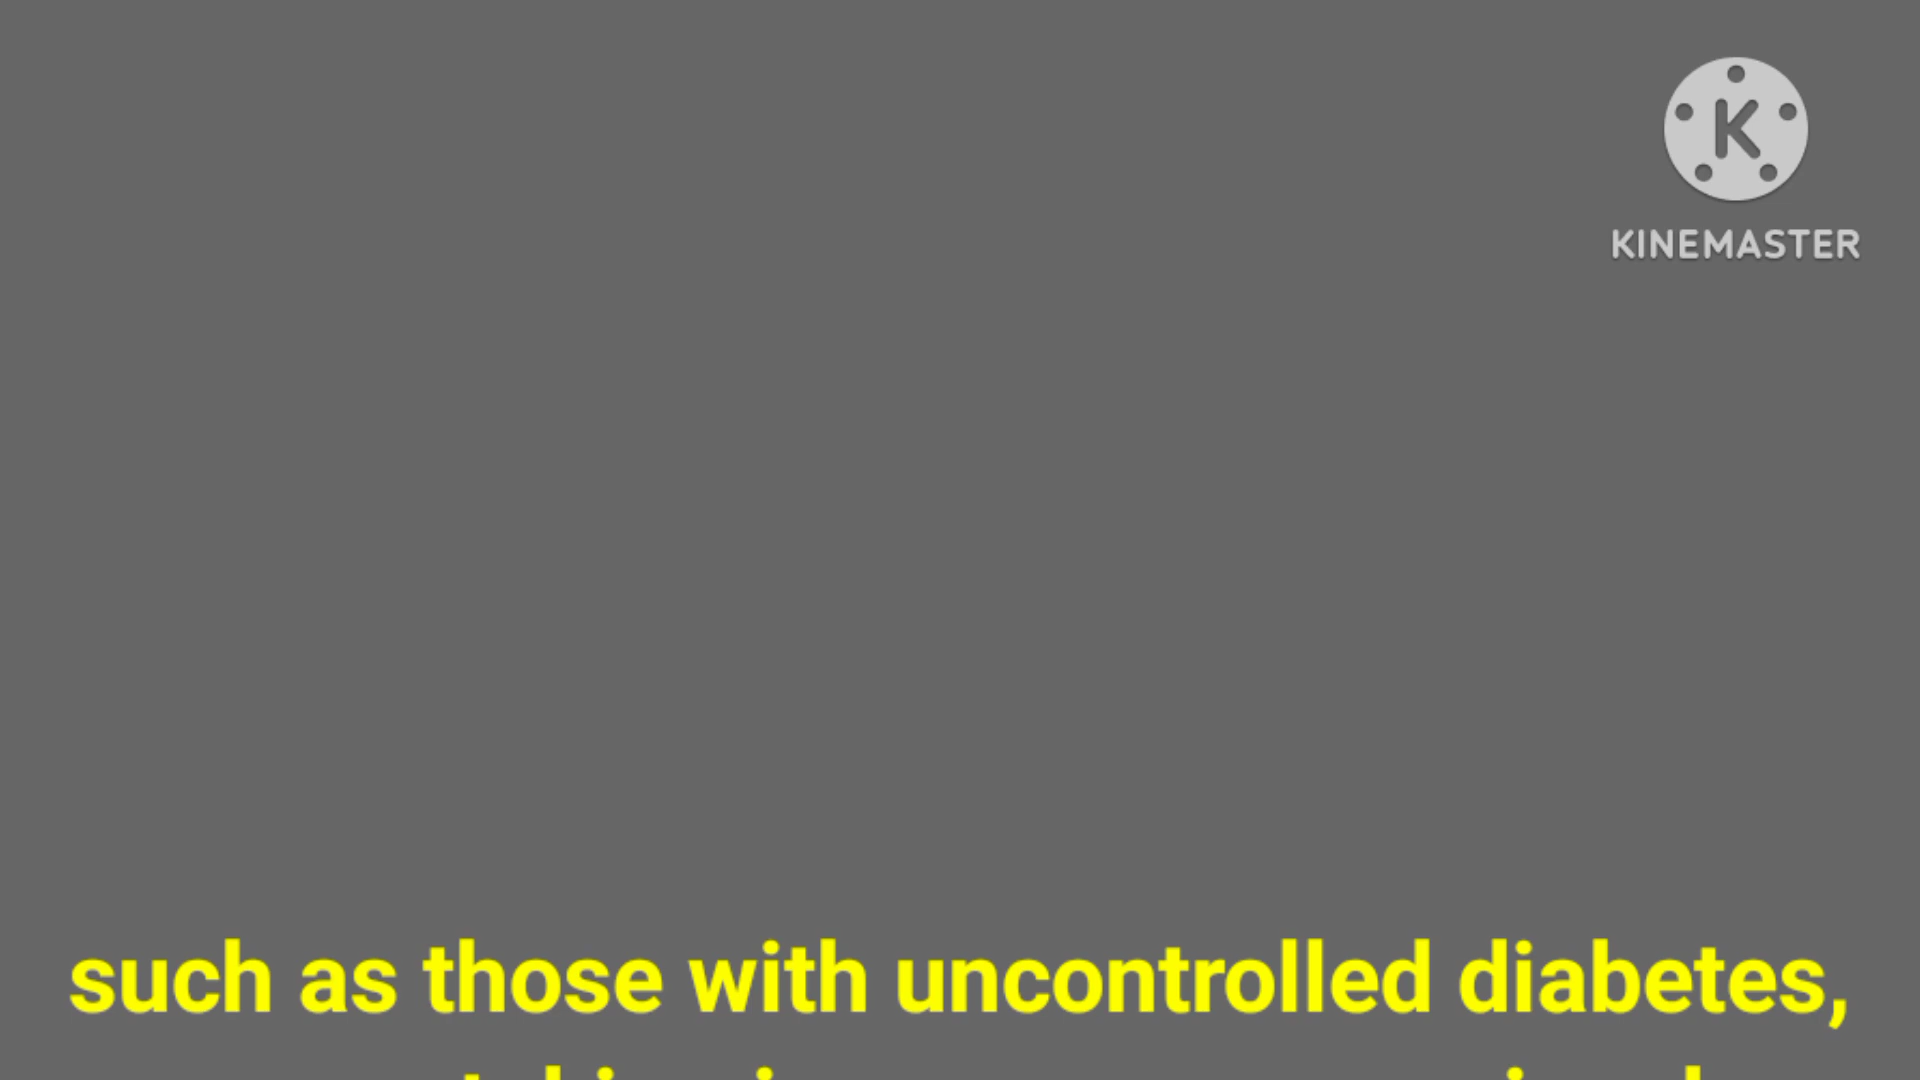 K
KINEMASTER
such as those with uncontrolled diabetes,